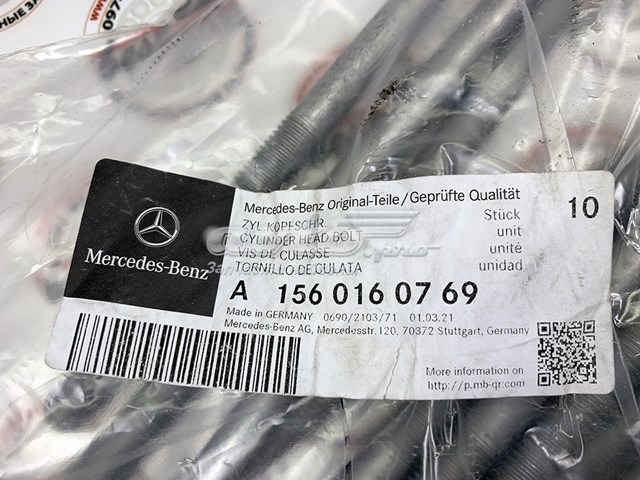 Mercedes-Benz
Mercedes-Benz Original-Teile/Geprüfte Qualität
ZYL.KOPFSCHR. Stück 10
CYLINDER HEAD BOLT unit
VIS DE CULASSE unité
TORNILLO DE CULATA unidad
A 156 016 07 69
Made in GERMANY 0690/2103/71 01.03.21
Mercedes-Benz AG, Mercedesstr.120, 70372 Stuttgart, Germany
More information on
http://p.mb-qr.com/